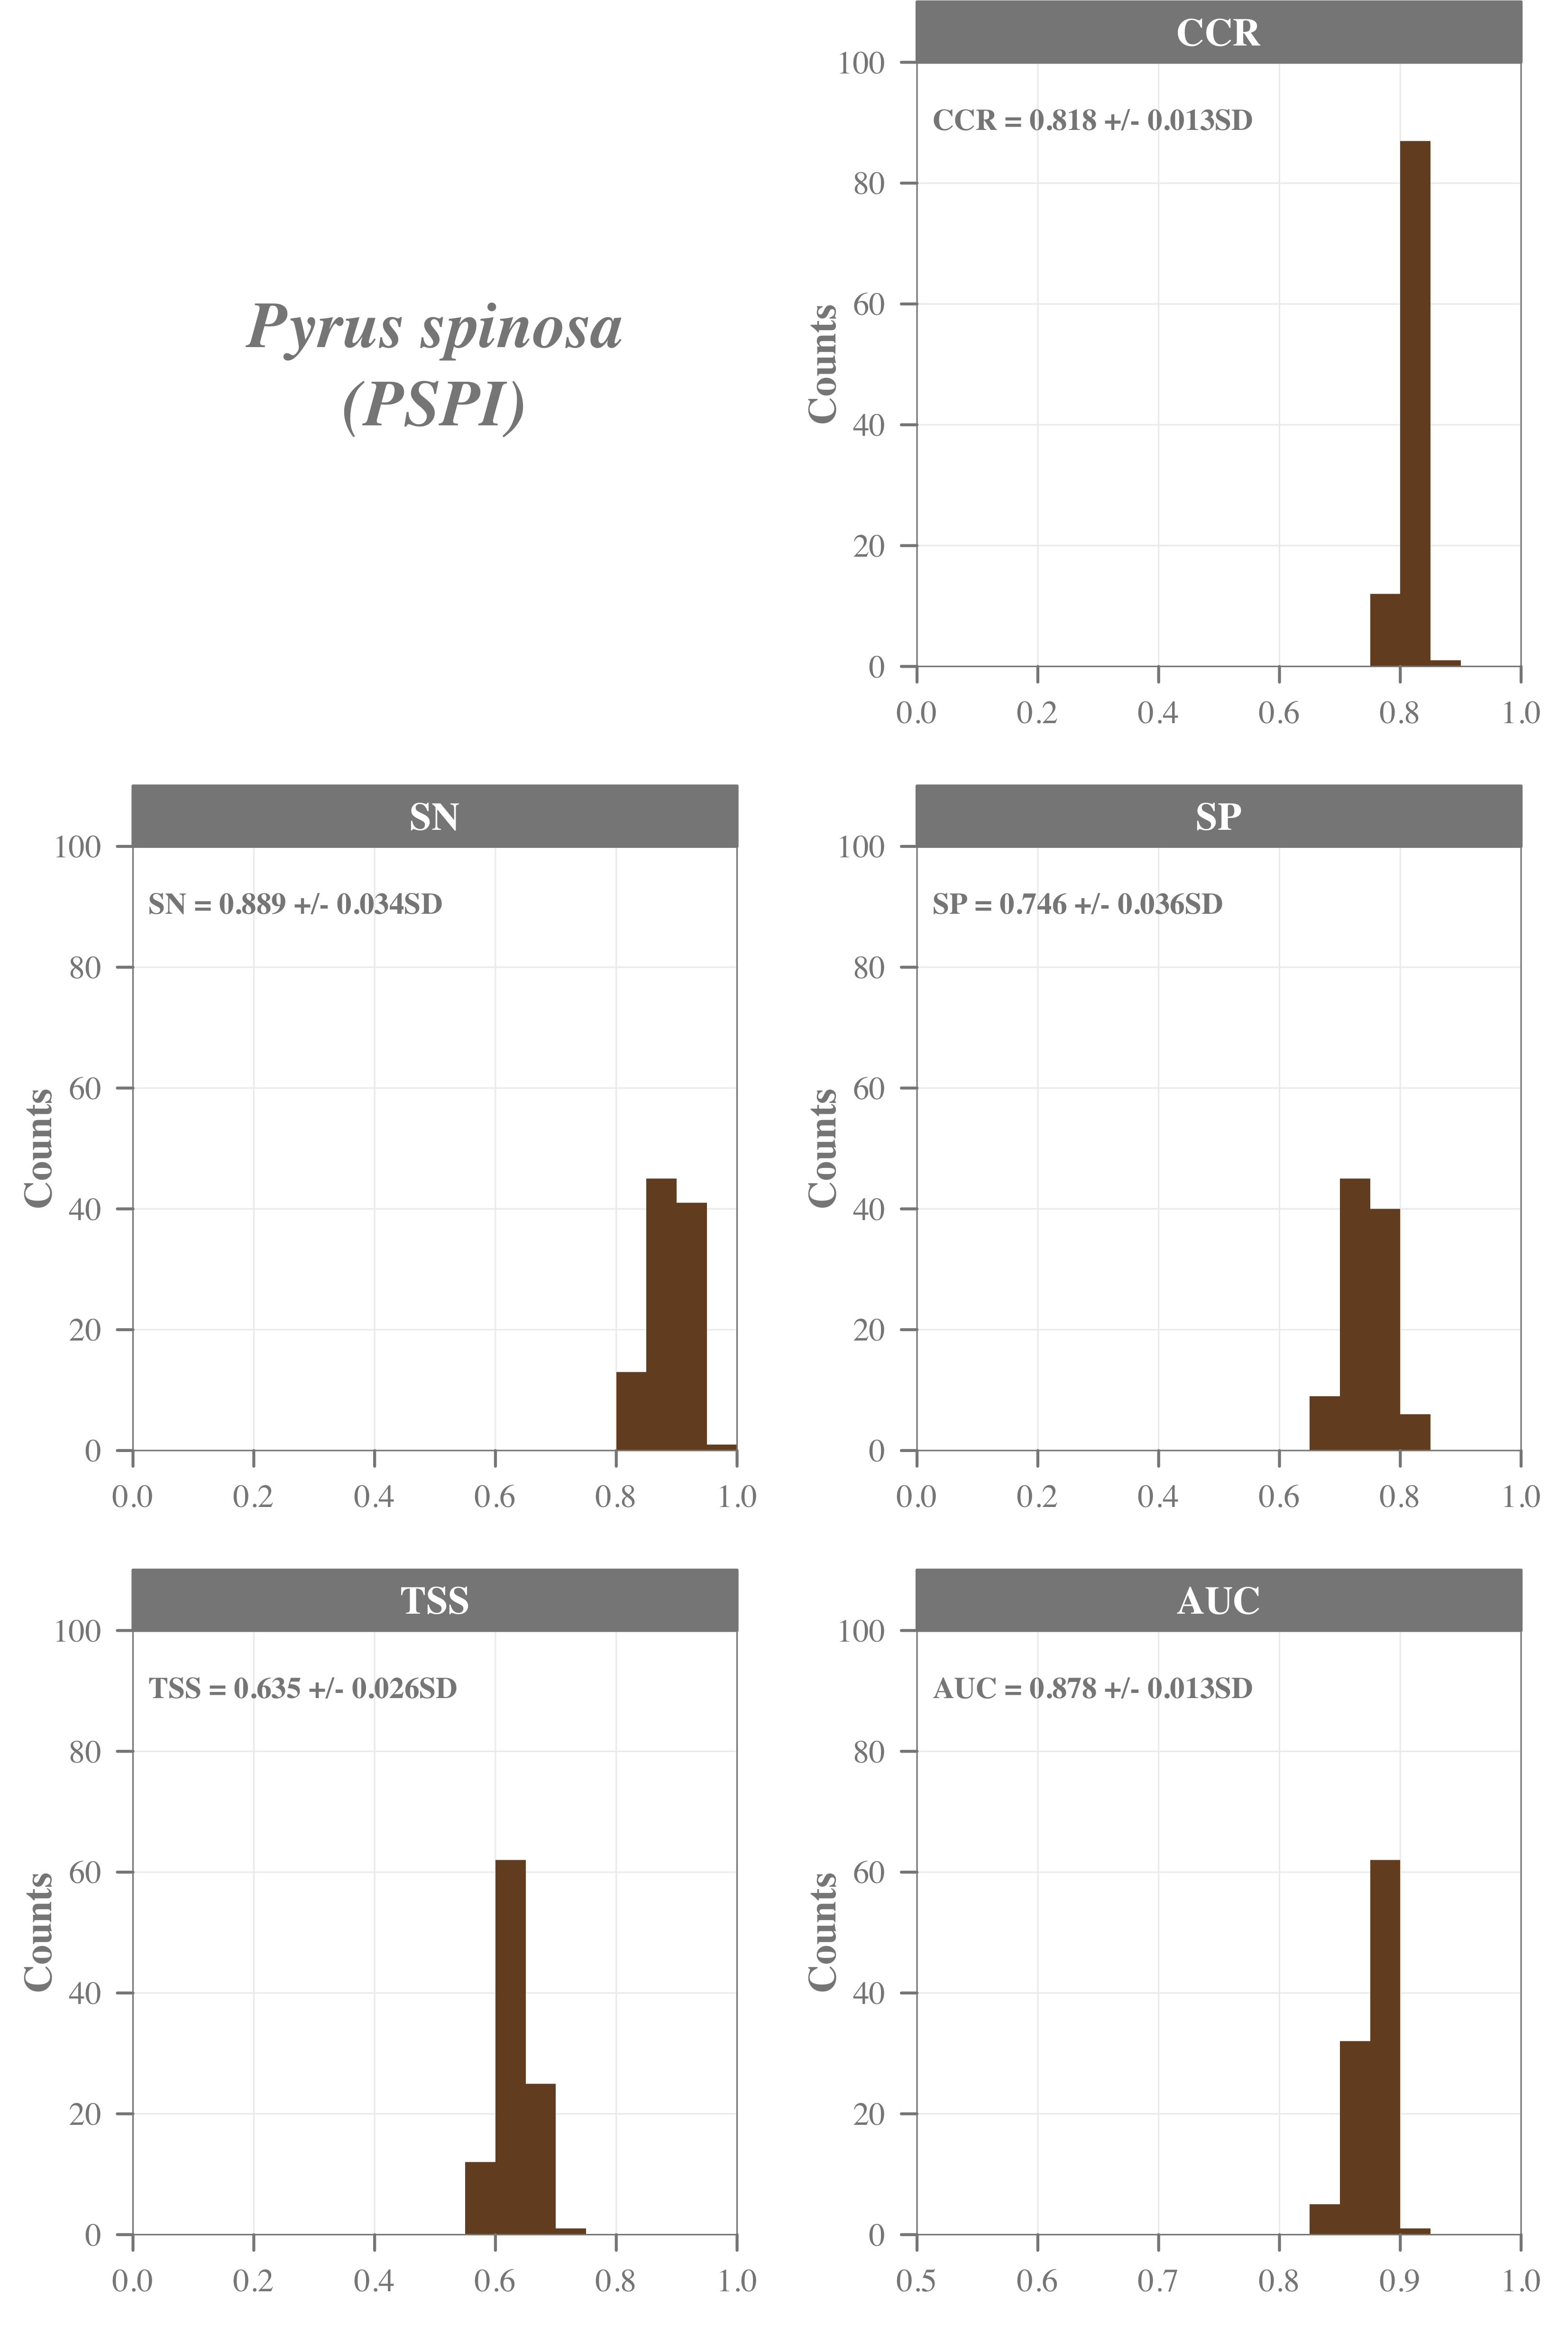 Pyrus spinosa
(PSPI)
CCR
CCR = 0.818 +/- 0.013SD
Counts
100
80
60
40
20
0
0.0 0.2 0.4 0.6 0.8 1.0
SN
SN = 0.889 +/- 0.034SD
Counts
100
80
60
40
20
0
0.0 0.2 0.4 0.6 0.8 1.0
SP
SP = 0.746 +/- 0.036SD
Counts
100
80
60
40
20
0
0.0 0.2 0.4 0.6 0.8 1.0
TSS
TSS = 0.635 +/- 0.026SD
Counts
100
80
60
40
20
0
0.0 0.2 0.4 0.6 0.8 1.0
AUC
AUC = 0.878 +/- 0.013SD
Counts
100
80
60
40
20
0
0.5 0.6 0.7 0.8 0.9 1.0